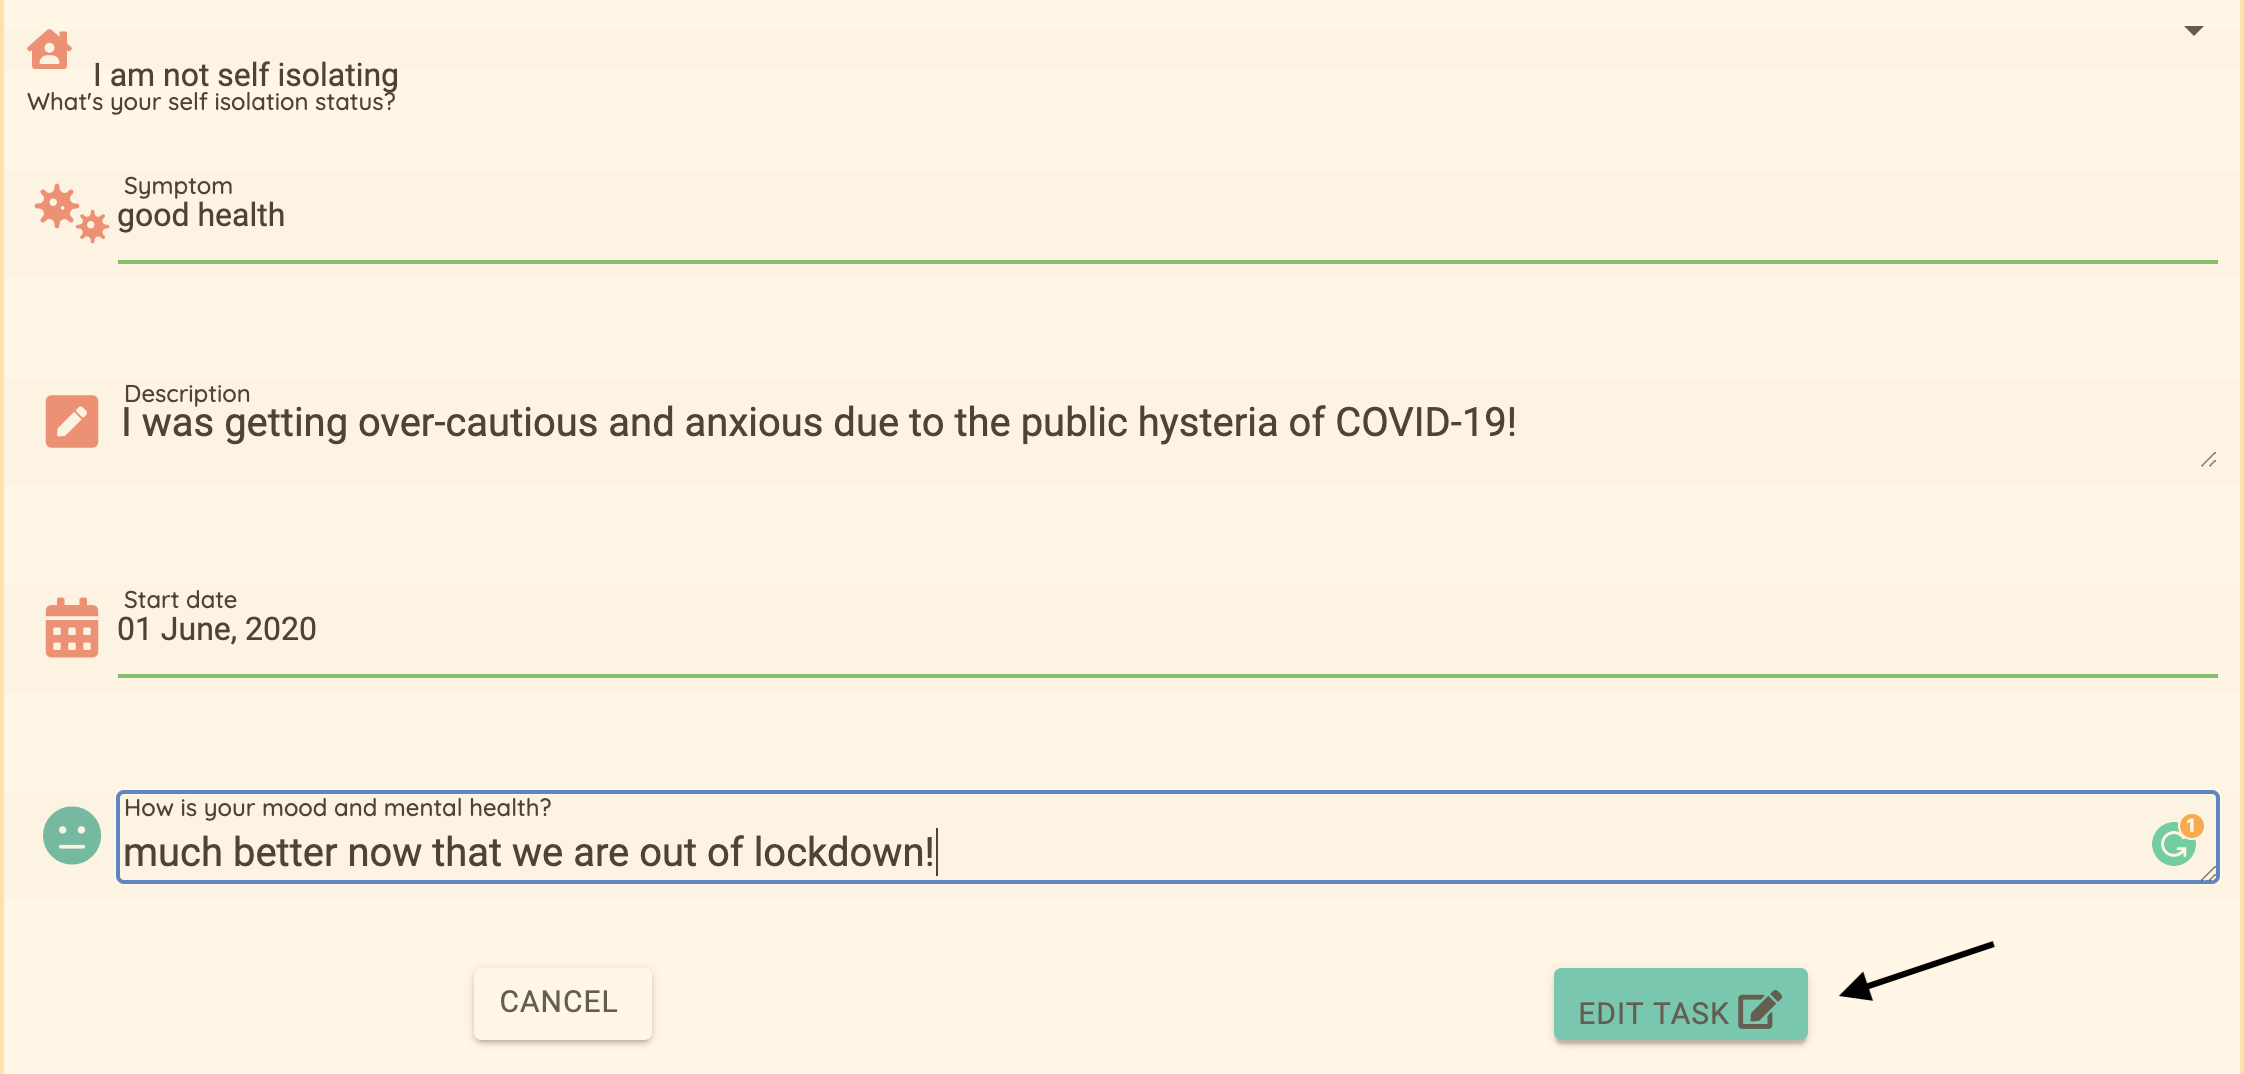 I am not self isolating
What's your self isolation status?
Symptom
good health
Description
I was getting over-cautious and anxious due to the public hysteria of COVID-19!
Start date
01 June, 2020
How is your mood and mental health?
much better now that we are out of lockdown!
1
CANCEL
EDIT TASK